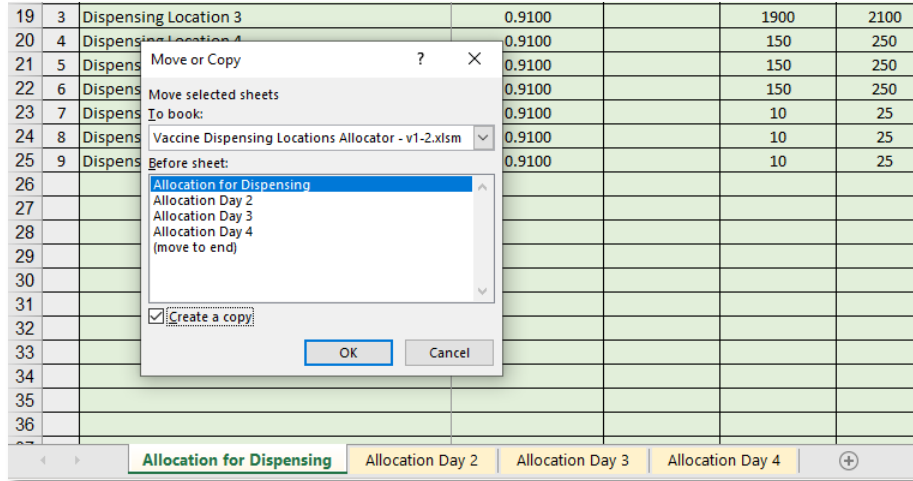 19 3 Dispensing Location 3 0.9100 1900 2100
20 4 Dispensing Location 4 0.9100 150 250
21 5 Dispens 0.9100 150 250
22 6 Dispens 0.9100 150 250
23 7 Dispens 0.9100 10 25
24 8 Dispens 0.9100 10 25
25 9 Dispens 0.9100 10 25
26
27
28
29
30
31
32
33
34
35
36
Move or Copy ? ×
Move selected sheets
To book:
Vaccine Dispensing Locations Allocator - v1-2.xlsm
Before sheet:
Allocation for Dispensing
Allocation Day 2
Allocation Day 3
Allocation Day 4
(move to end)
Create a copy
OK Cancel
Allocation for Dispensing Allocation Day 2 Allocation Day 3 Allocation Day 4